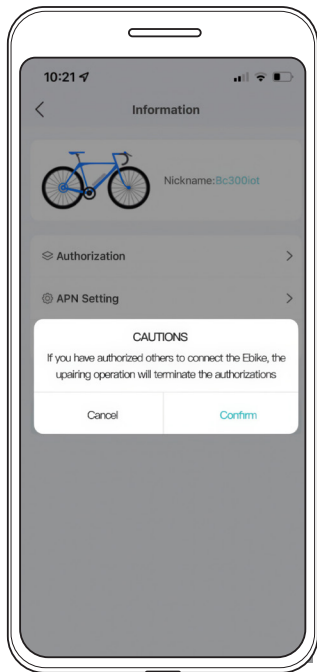 10:21
Information
Nickname:Bc300iot
Authorization
APN Setting
CAUTIONS
If you have authorized others to connect the Ebike, the
upairing operation will terminate the authorizations
Cancel Confirm